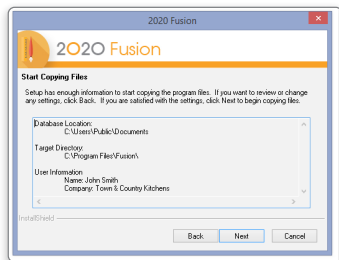 2020 Fusion
2020 Fusion
Start Copying Files
Setup has enough information to start copying the program files. If you want to review or change
any settings, click Back. If you are satisfied with the settings, click Next to begin copying files.
Database Location:
C:\Users\Public\Documents
Target Directory:
C:\Program Files\Fusion\
User Information
Name: John Smith
Company: Town & Country Kitchens
InstallShield
Back Next Cancel